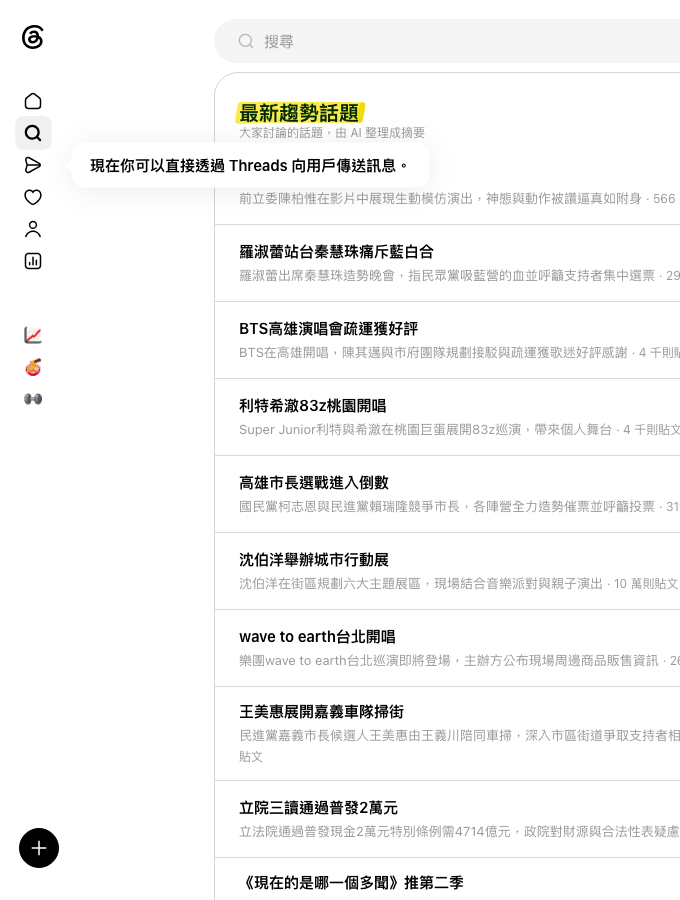 搜尋
最新趨勢話題
大家討論的話題，由 AI 整理成摘要
現在你可以直接透過 Threads 向用戶傳送訊息。
前立委陳柏惟在影片中展現生動模仿演出，神態與動作被讚逼真如附身 · 566
羅淑蕾站台秦慧珠痛斥藍白合
羅淑蕾出席秦慧珠造勢晚會，指民眾黨吸藍營的血並呼籲支持者集中選票 · 29
BTS高雄演唱會疏運獲好評
BTS在高雄開唱，陳其邁與市府團隊規劃接駁與疏運獲歌迷好評感謝 · 4 千則貼
利特希澈83z桃園開唱
Super Junior利特與希澈在桃園巨蛋展開83z巡演，帶來個人舞台 · 4 千則貼文
高雄市長選戰進入倒數
國民黨柯志恩與民進黨賴瑞隆競爭市長，各陣營全力造勢催票並呼籲投票 · 31
沈伯洋舉辦城市行動展
沈伯洋在街區規劃六大主題展區，現場結合音樂派對與親子演出 · 10 萬則貼文
wave to earth台北開唱
樂團wave to earth台北巡演即將登場，主辦方公布現場周邊商品販售資訊 · 26
王美惠展開嘉義車隊掃街
民進黨嘉義市長候選人王美惠由王義川陪同車掃，深入市區街道爭取支持者相
貼文
立院三讀通過普發2萬元
立法院通過普發現金2萬元特別條例需4714億元，政院對財源與合法性表疑慮
《現在的是哪一個多聞》推第二季